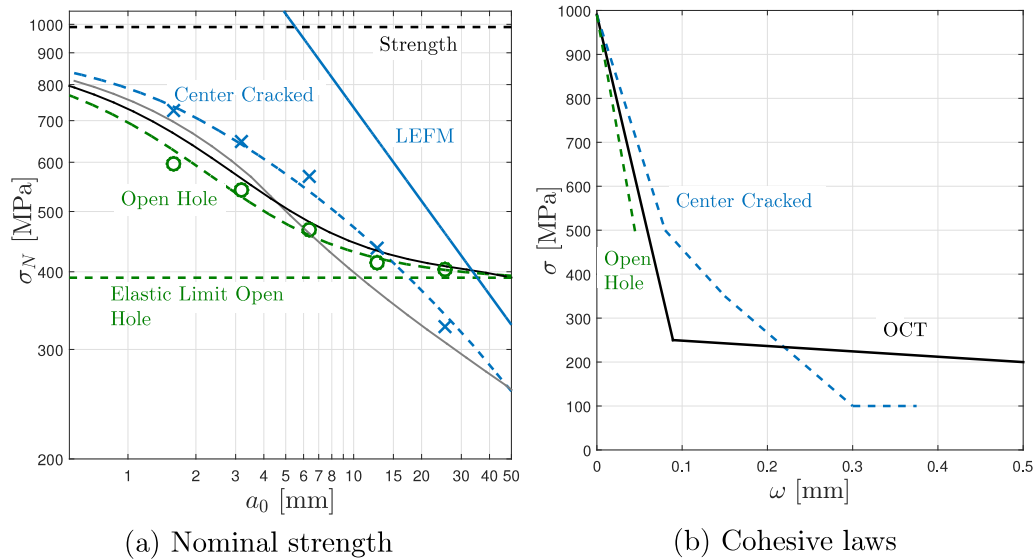 1000
800
700
600
500
400
300
200
1
2
3
4
5
6
7
8
10
15
20
30
50
σ_N [MPa]
a_0 [mm]
Strength
Center Cracked
LEFM
Open Hole
Elastic Limit Open
Hole
(a) Nominal strength
1000
900
800
700
600
500
400
300
200
100
0
0
0.1
0.2
0.3
0.4
0.5
σ [MPa]
ω [mm]
Center Cracked
Open
Hole
OCT
(b) Cohesive laws